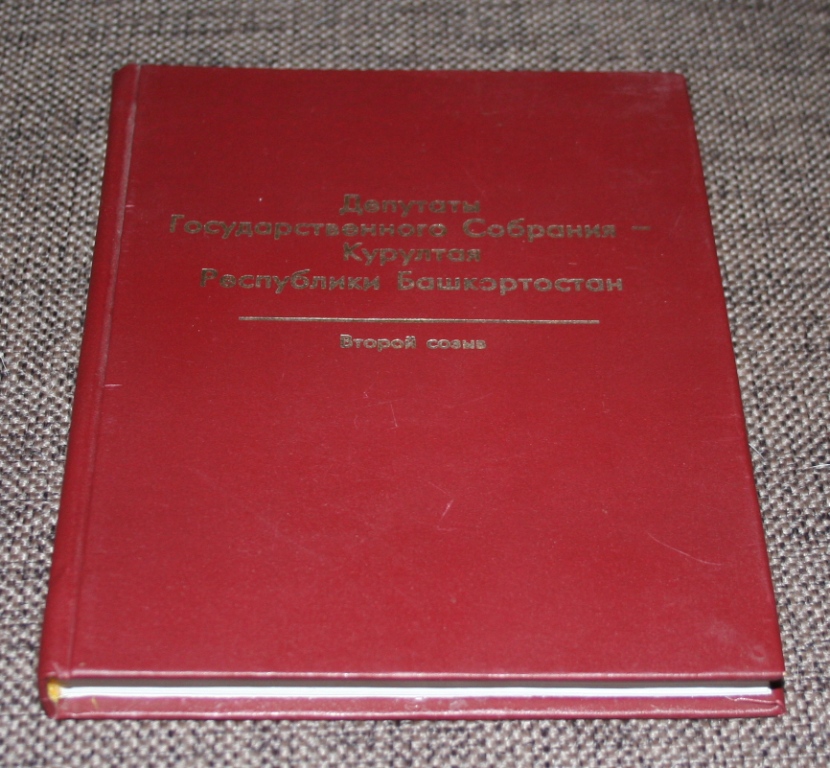 Депутаты
Государственного Собрания –
Курултая
Республики Башкортостан
Второй созыв